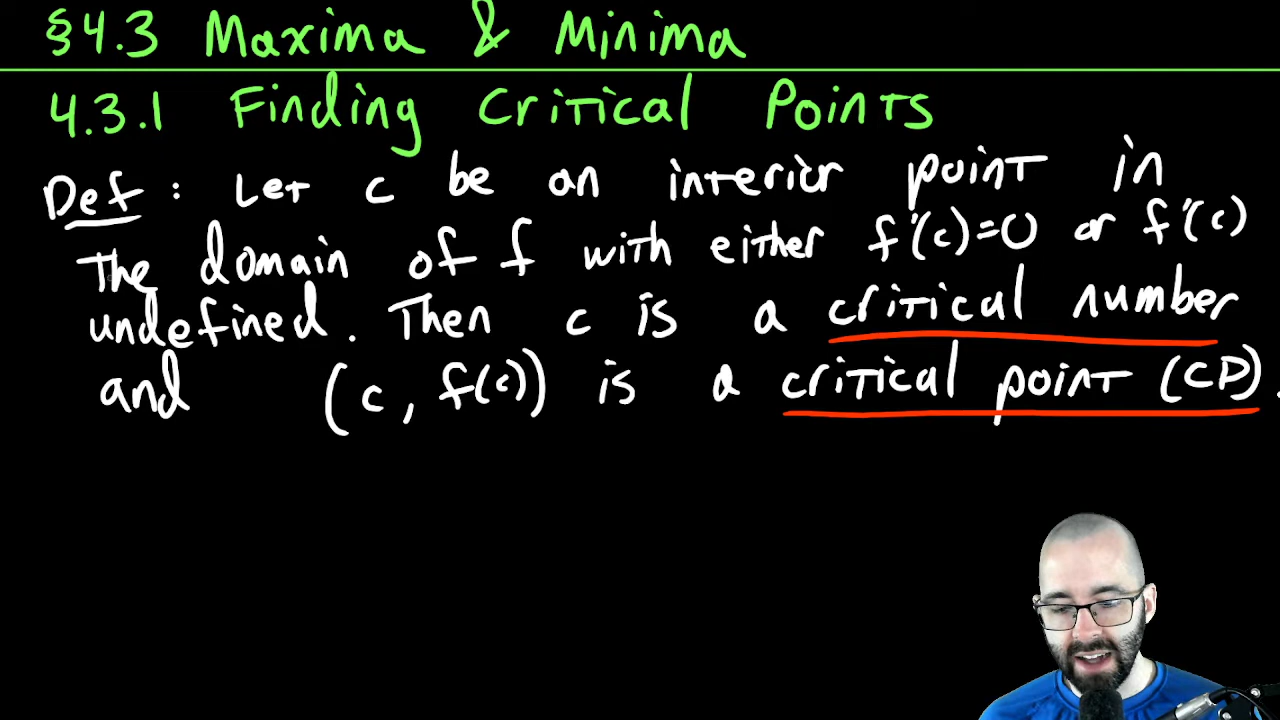 §4.3 Maxima & Minima
4.3.1 Finding Critical Points
Def: Let c be an interior point in
the domain of f with either f'(c)=0 or f'(c)
undefined. Then c is a critical number
and (c, f(c)) is a critical point (CP).